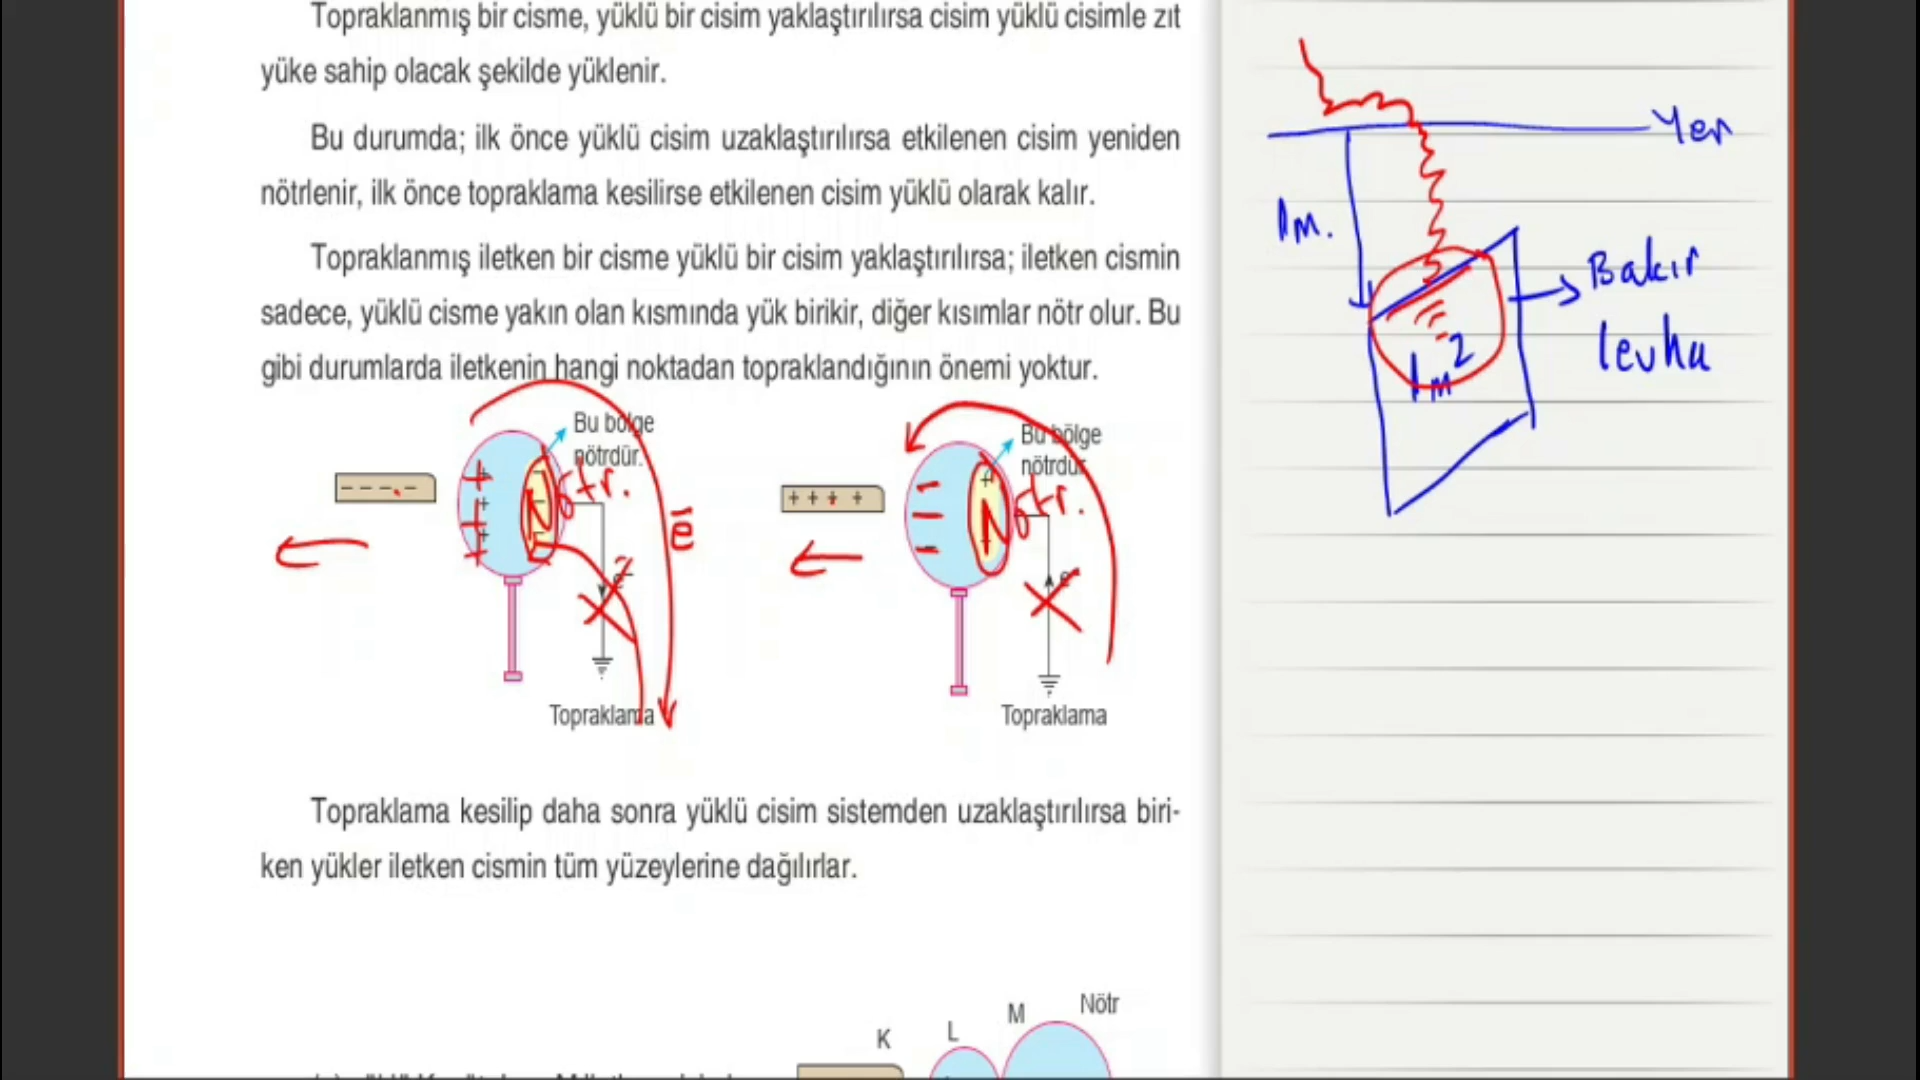 Topraklanmış bir cisme, yüklü bir cisim yaklaştırılırsa cisim yüklü cisimle zıt
yüke sahip olacak şekilde yüklenir.
Bu durumda; ilk önce yüklü cisim uzaklaştırılırsa etkilenen cisim yeniden
nötrlenir, ilk önce topraklama kesilirse etkilenen cisim yüklü olarak kalır.
Topraklanmış iletken bir cisme yüklü bir cisim yaklaştırılırsa; iletken cismin
sadece, yüklü cisme yakın olan kısmında yük birikir, diğer kısımlar nötr olur. Bu
gibi durumlarda iletkenin hangi noktadan topraklandığının önemi yoktur.
Bu bölge
nötrdür.
Nötr.
e
Topraklama
Bu bölge
nötrdür
Nötr.
Topraklama
Topraklama kesilip daha sonra yüklü cisim sistemden uzaklaştırılırsa biri-
ken yükler iletken cismin tüm yüzeylerine dağılırlar.
K
L
M
Nötr
Yer
1m.
Bakır
levha
1m²